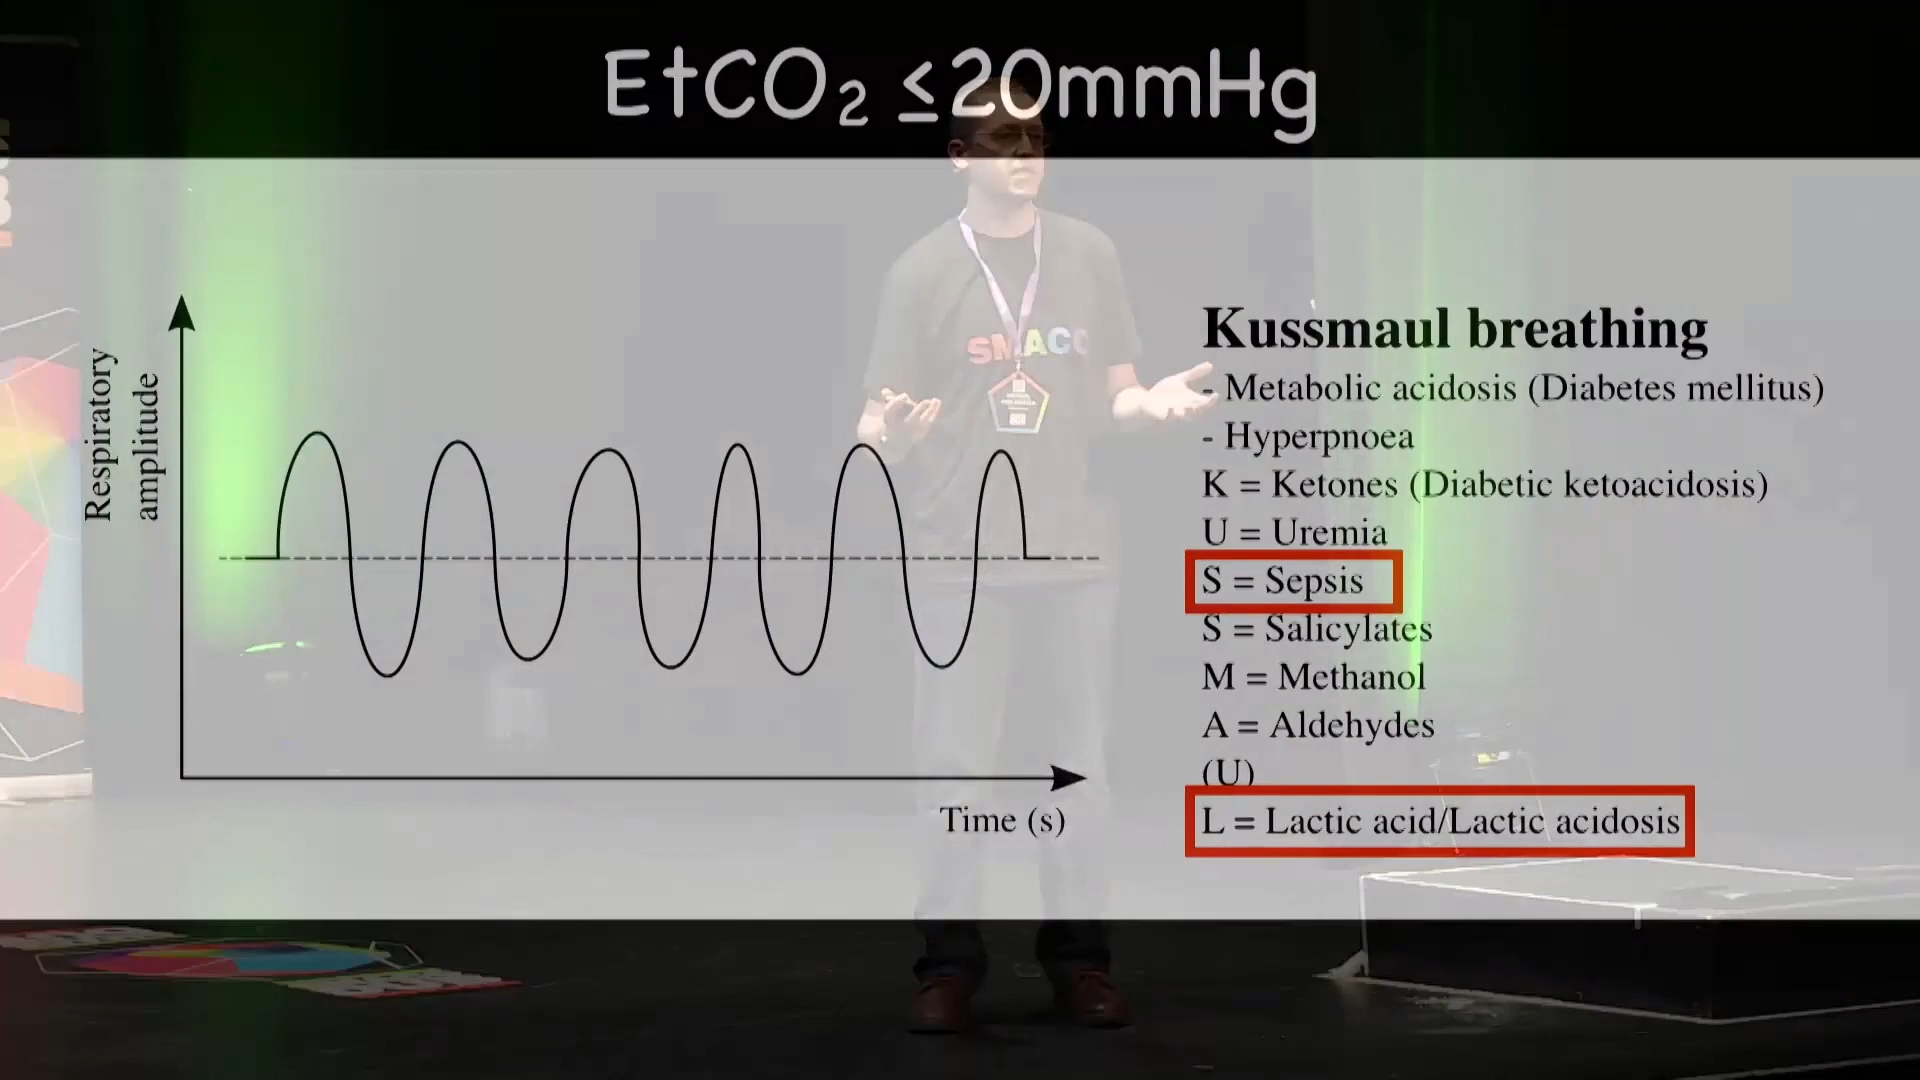 EtCO₂ ≤20mmHg
Respiratory
amplitude
Time (s)
Kussmaul breathing
- Metabolic acidosis (Diabetes mellitus)
- Hyperpnoea
K = Ketones (Diabetic ketoacidosis)
U = Uremia
S = Sepsis
S = Salicylates
M = Methanol
A = Aldehydes
(U)
L = Lactic acid/Lactic acidosis
SMACC